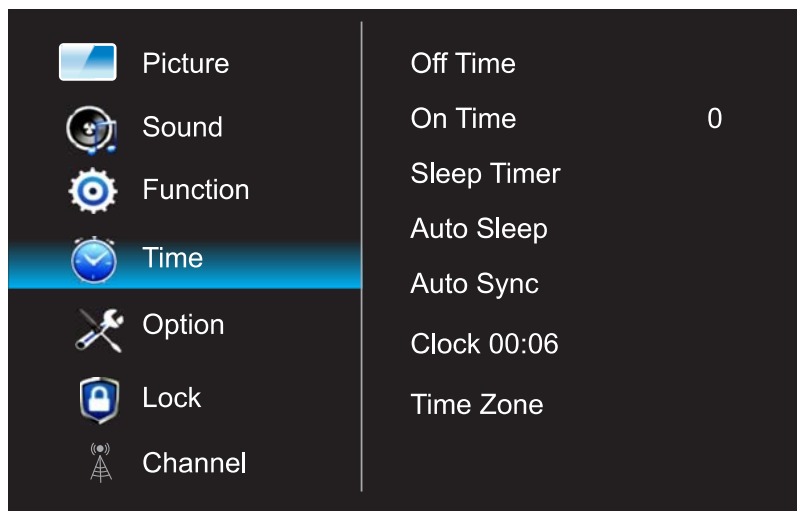 Picture
Sound
Function
Time
Option
Lock
Channel
Off Time
On Time 0
Sleep Timer
Auto Sleep
Auto Sync
Clock 00:06
Time Zone